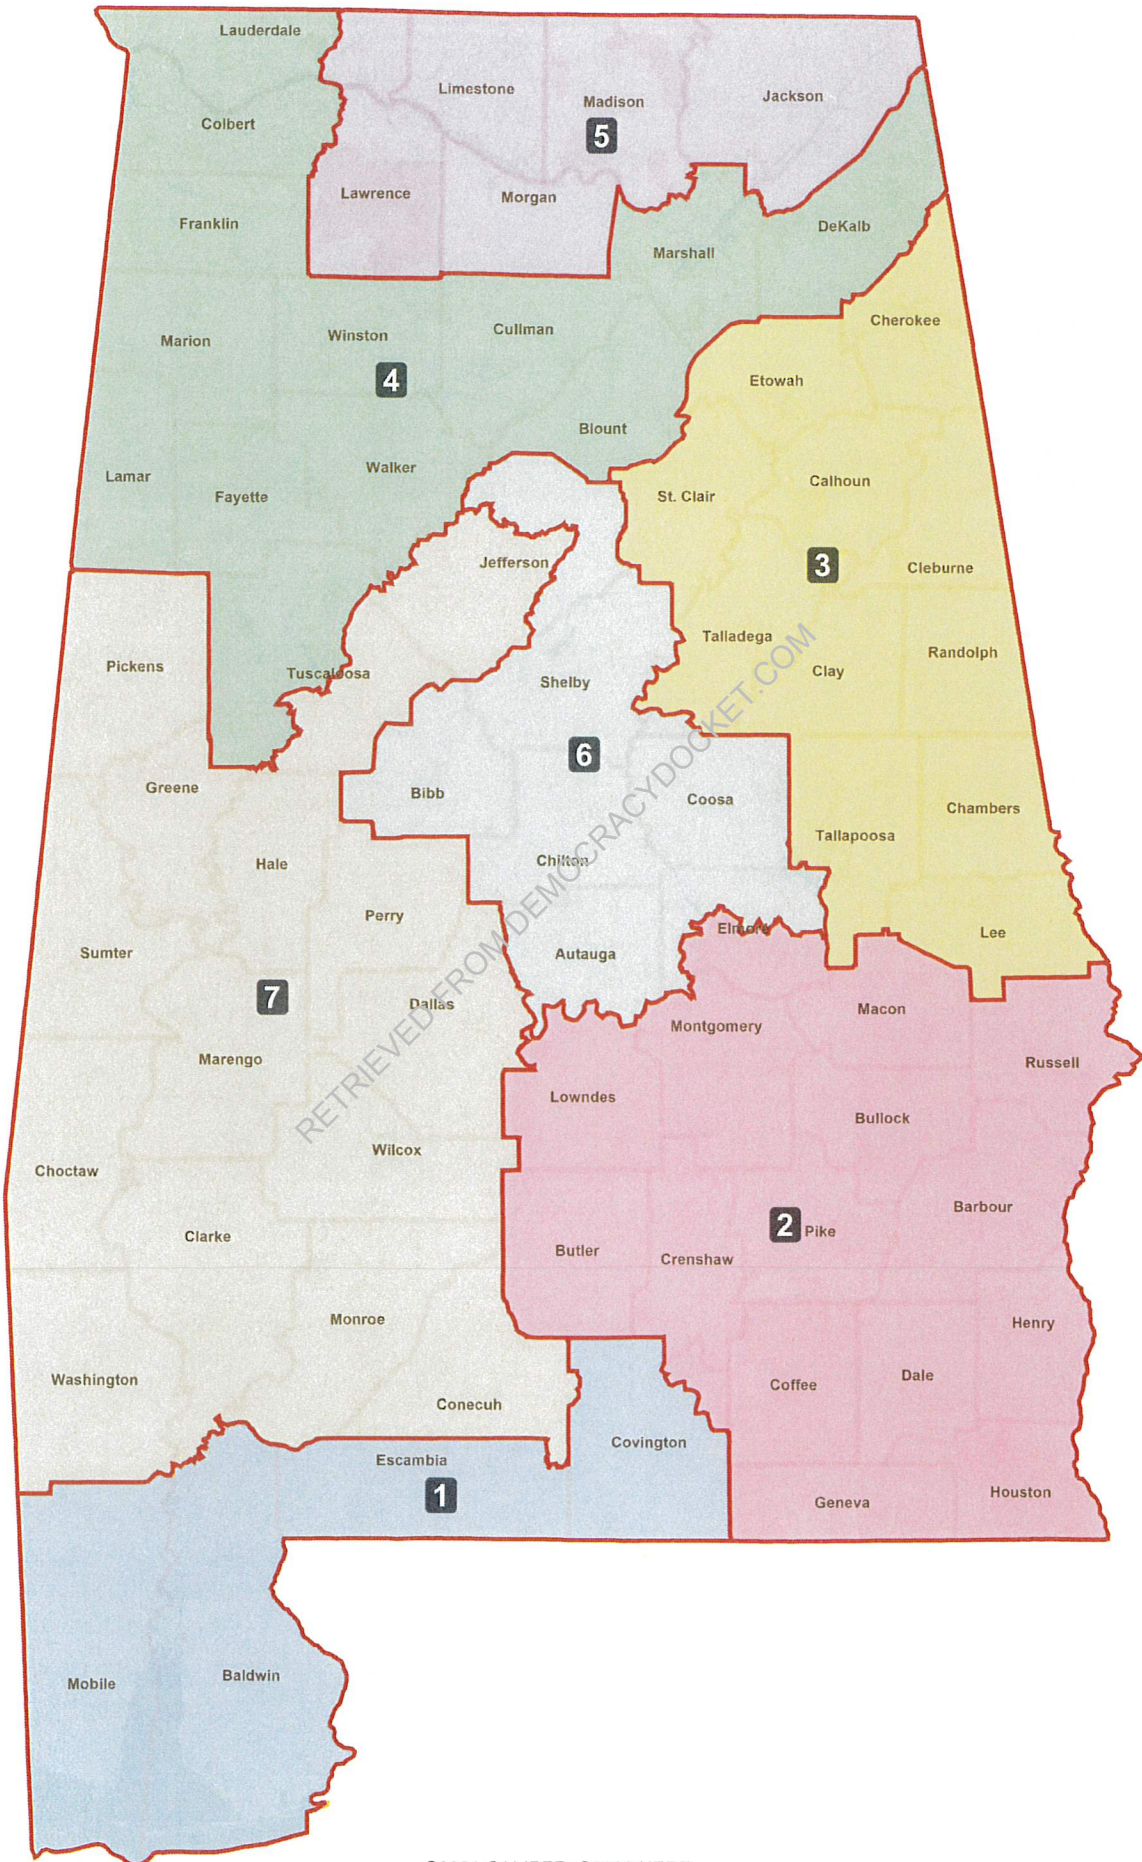 Lauderdale
Limestone
Madison
Jackson
Colbert
5
Lawrence
Morgan
Franklin
DeKalb
Marshall
Cherokee
Marion
Winston
Cullman
4
Etowah
Blount
Lamar
Walker
Calhoun
Fayette
St. Clair
Jefferson
3
Cleburne
Talladega
Randolph
Pickens
Tuscaloosa
Clay
Shelby
6
Greene
Bibb
Coosa
Chambers
Tallapoosa
Hale
Chilton
Perry
Elmore
Lee
Sumter
Autauga
7
Dallas
Macon
Montgomery
Marengo
Russell
Lowndes
Bullock
Wilcox
Choctaw
Barbour
2
Pike
Clarke
Butler
Crenshaw
Monroe
Henry
Washington
Coffee
Dale
Conecuh
Covington
Escambia
1
Geneva
Houston
Mobile
Baldwin
RETRIEVED FROM DEMOCRACYDOCKET.COM